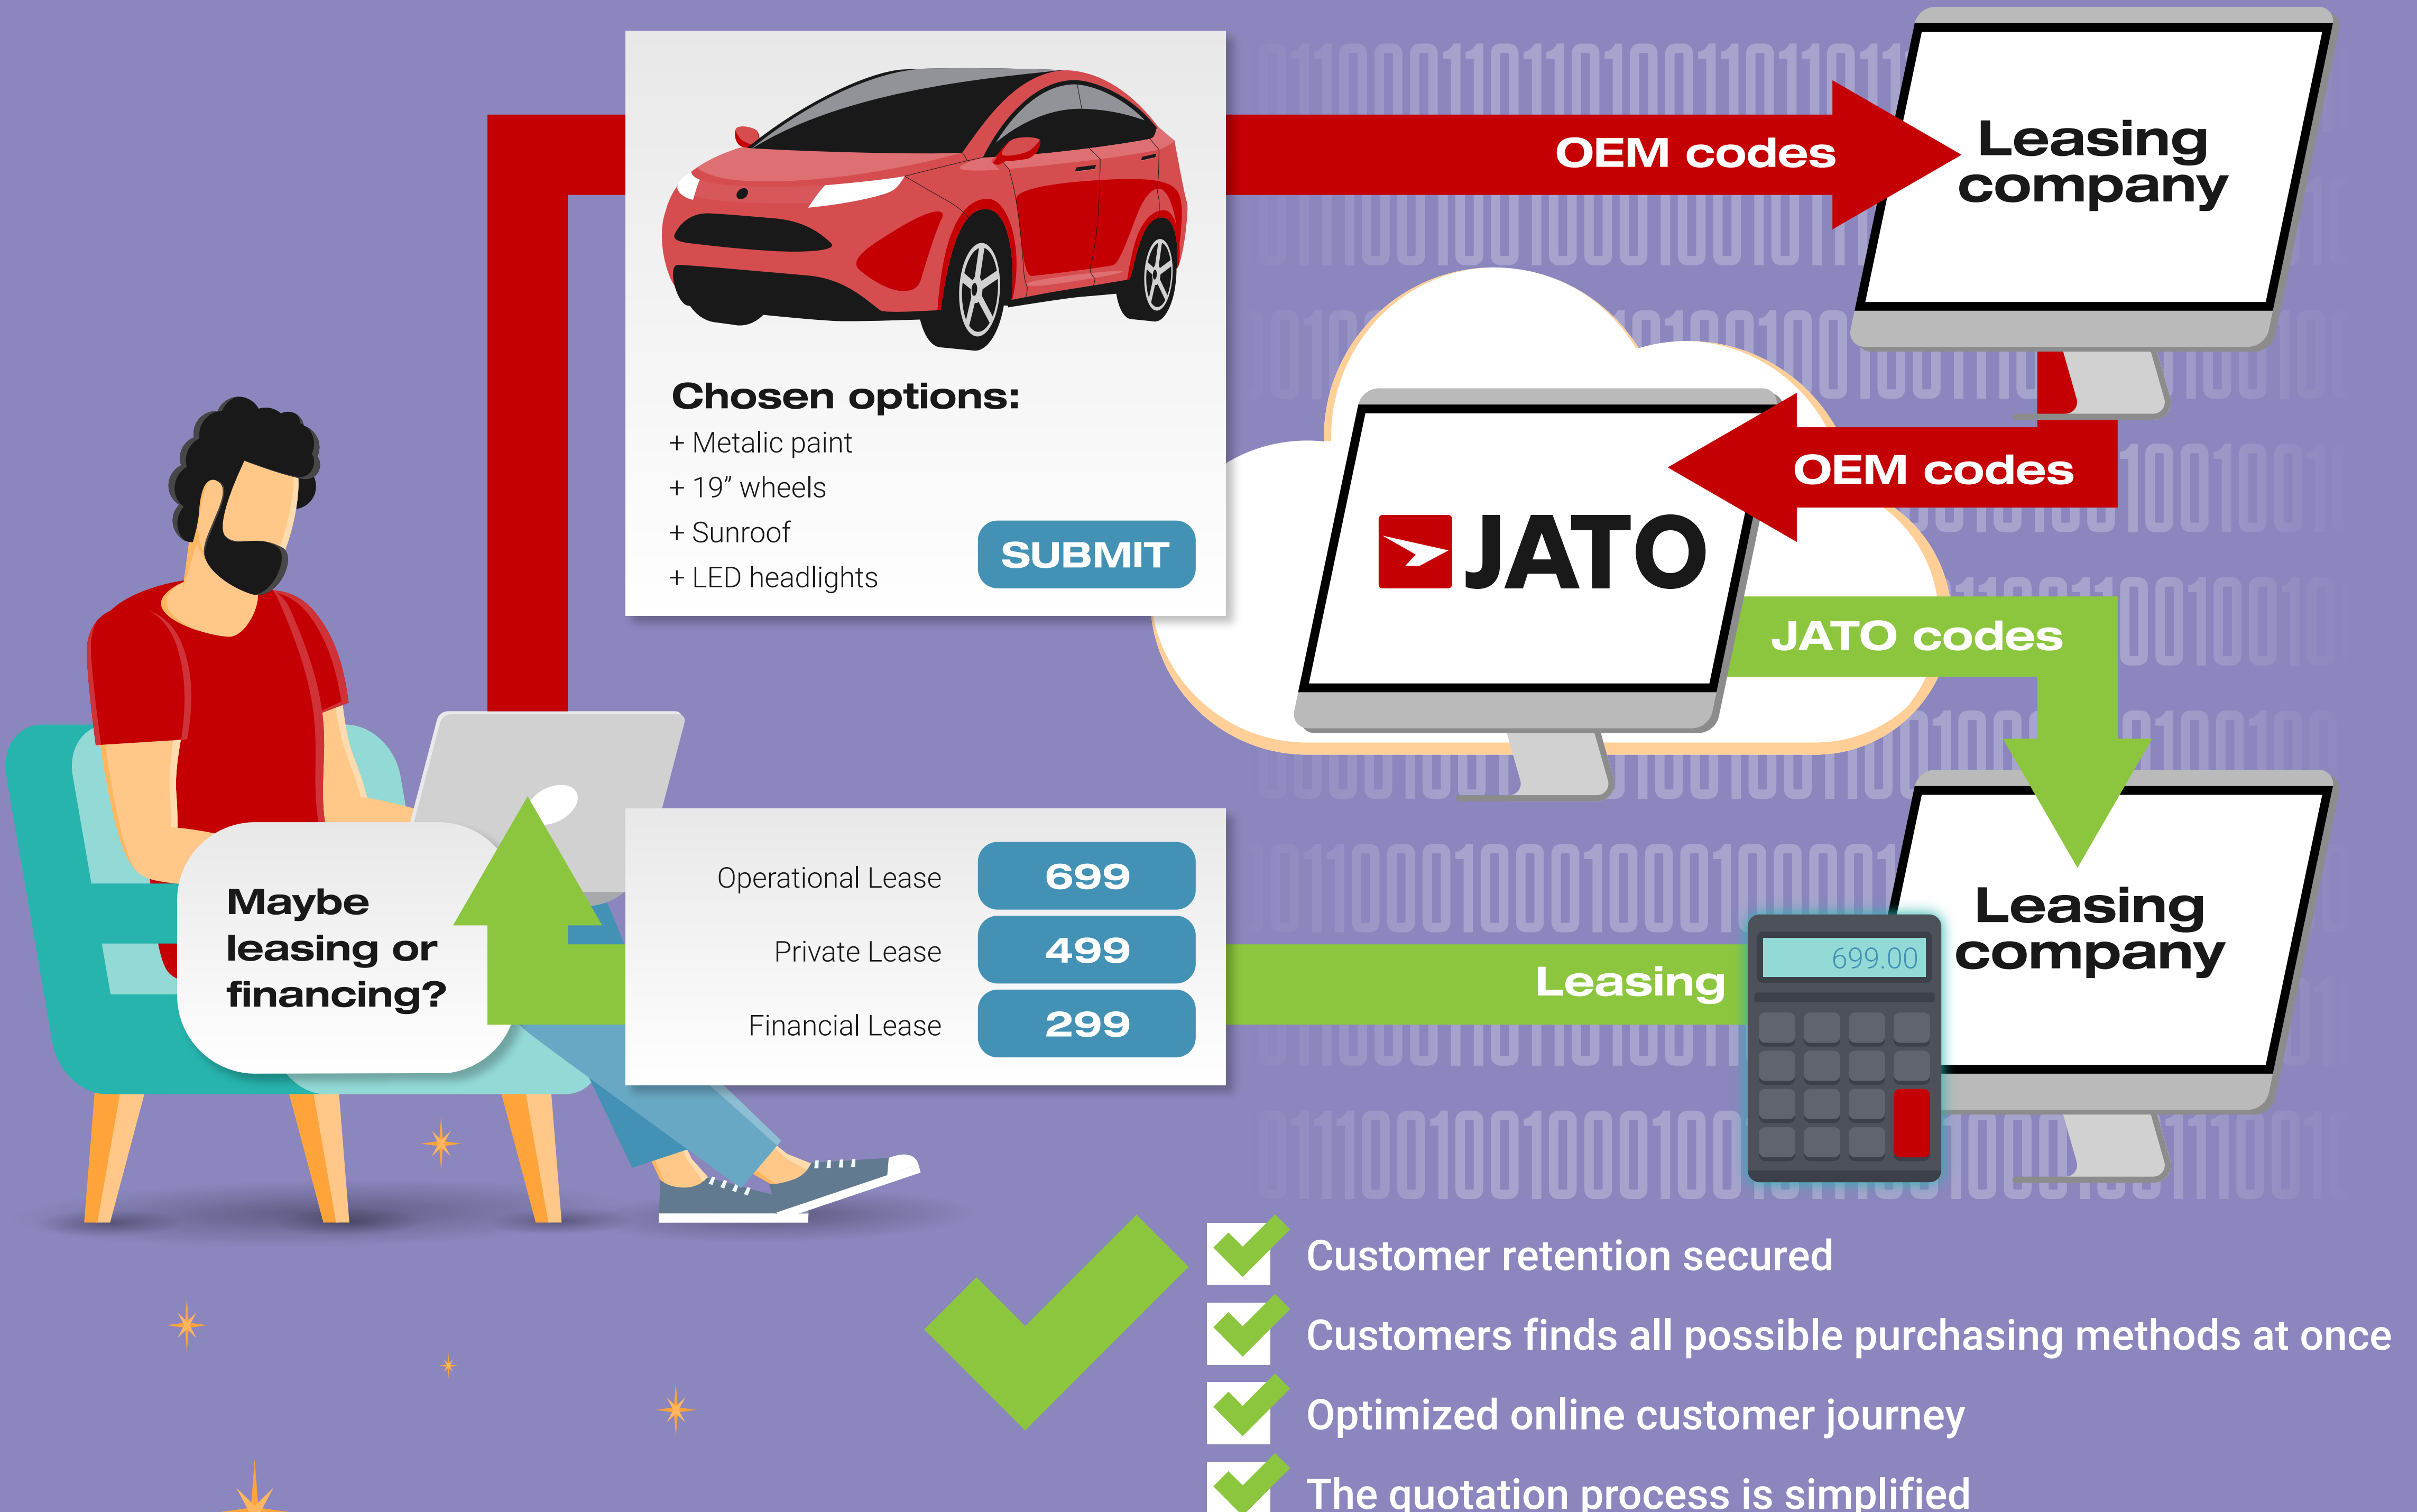 OEM codes
Leasing
company
Chosen options:
+ Metalic paint
+ 19” wheels
+ Sunroof
+ LED headlights
SUBMIT
OEM codes
JATO
JATO codes
Maybe
leasing or
financing?
Operational Lease 699
Private Lease 499
Financial Lease 299
Leasing
699.00
Leasing
company
Customer retention secured
Customers finds all possible purchasing methods at once
Optimized online customer journey
The quotation process is simplified